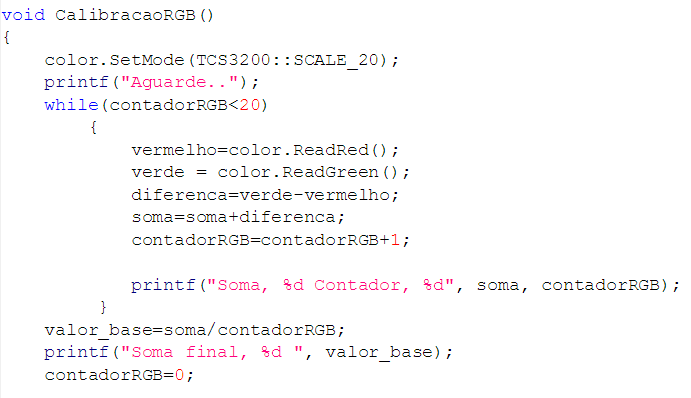 void CalibracaoRGB()
{
    color.SetMode(TCS3200::SCALE_20);
    printf("Aguarde..");
    while(contadorRGB<20)
        {
            vermelho=color.ReadRed();
            verde = color.ReadGreen();
            diferenca=verde-vermelho;
            soma=soma+diferenca;
            contadorRGB=contadorRGB+1;

            printf("Soma, %d Contador, %d", soma, contadorRGB);
         }
    valor_base=soma/contadorRGB;
    printf("Soma final, %d ", valor_base);
    contadorRGB=0;